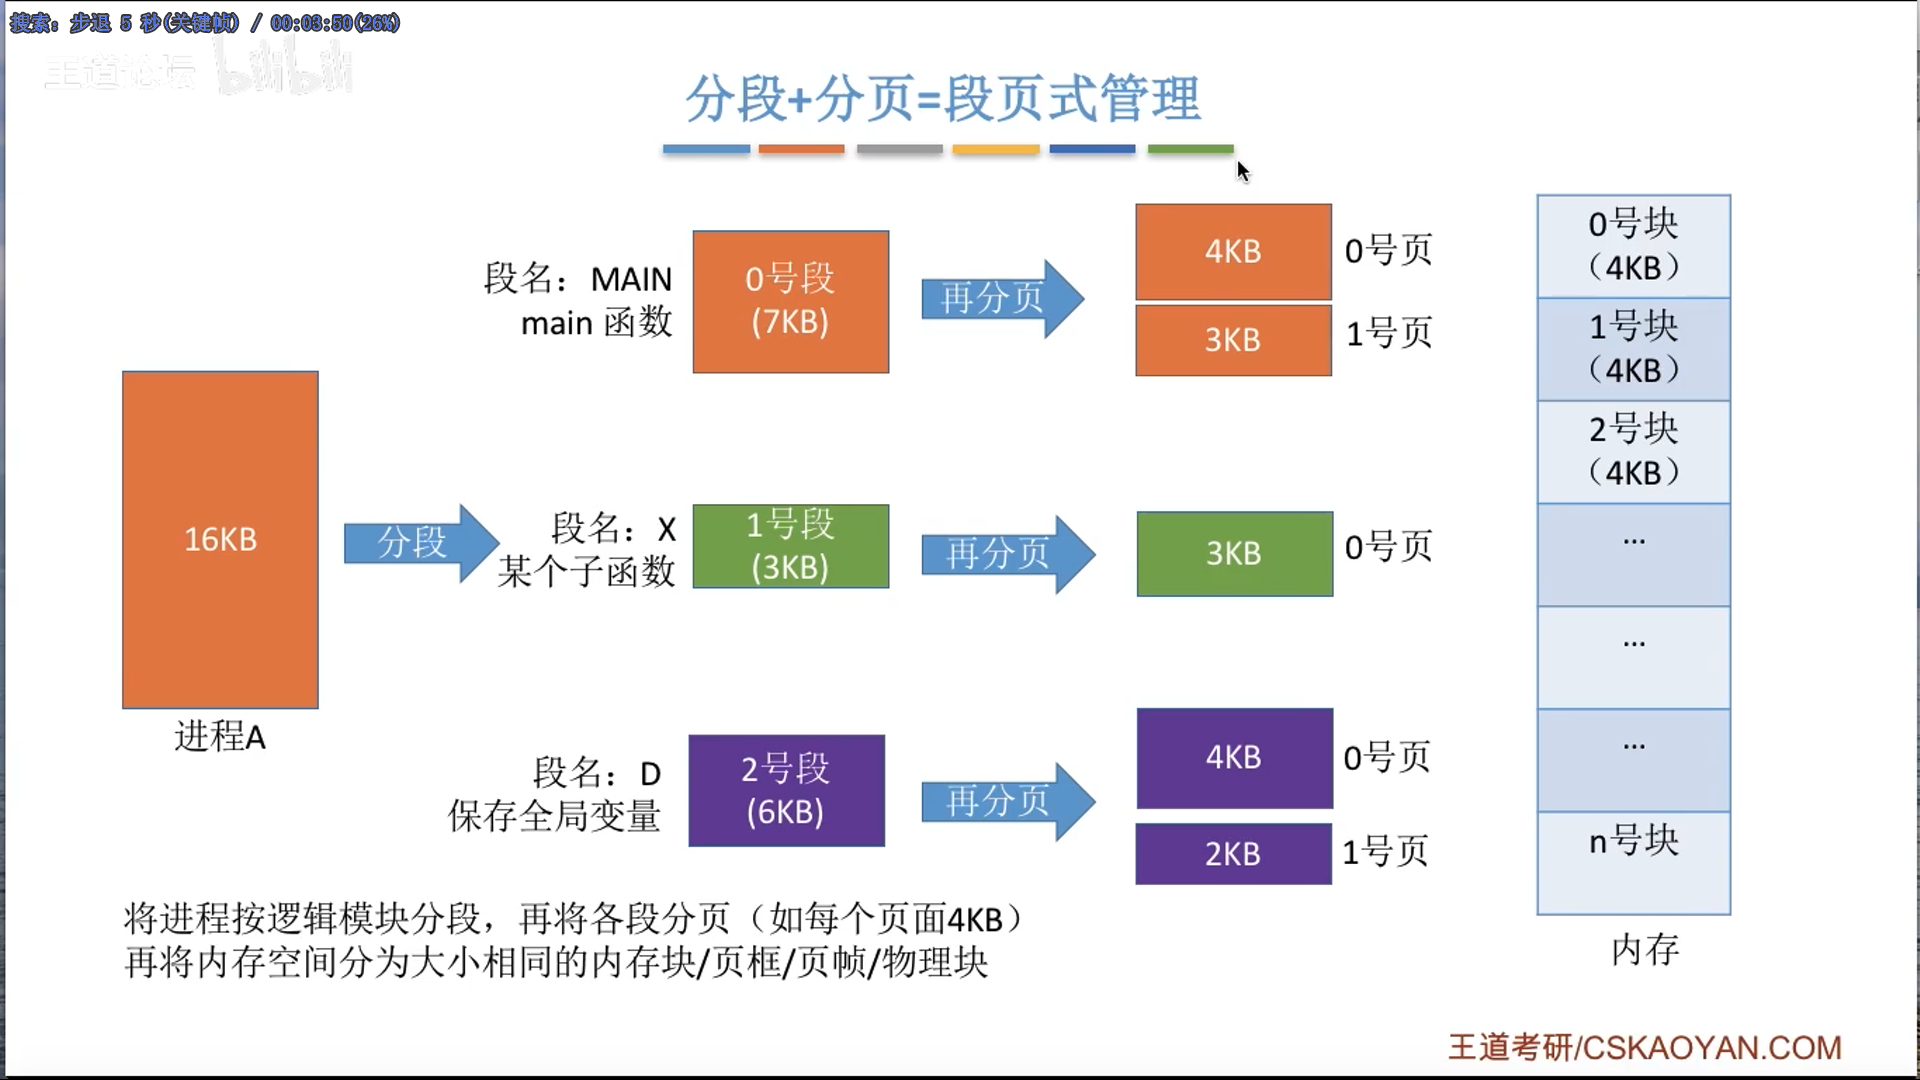 搜索: 步退 5 秒(关键帧) / 00:03:50(26%)
王道论坛 bilibili
分段+分页=段页式管理
段名：MAIN
main 函数
0号段
(7KB)
再分页
4KB
0号页
3KB
1号页
16KB
进程A
分段
段名：X
某个子函数
1号段
(3KB)
再分页
3KB
0号页
段名：D
保存全局变量
2号段
(6KB)
再分页
4KB
0号页
2KB
1号页
0号块
（4KB）
1号块
（4KB）
2号块
（4KB）
...
...
...
n号块
内存
将进程按逻辑模块分段，再将各段分页（如每个页面4KB）
再将内存空间分为大小相同的内存块/页框/页帧/物理块
王道考研/CSKAOYAN.COM